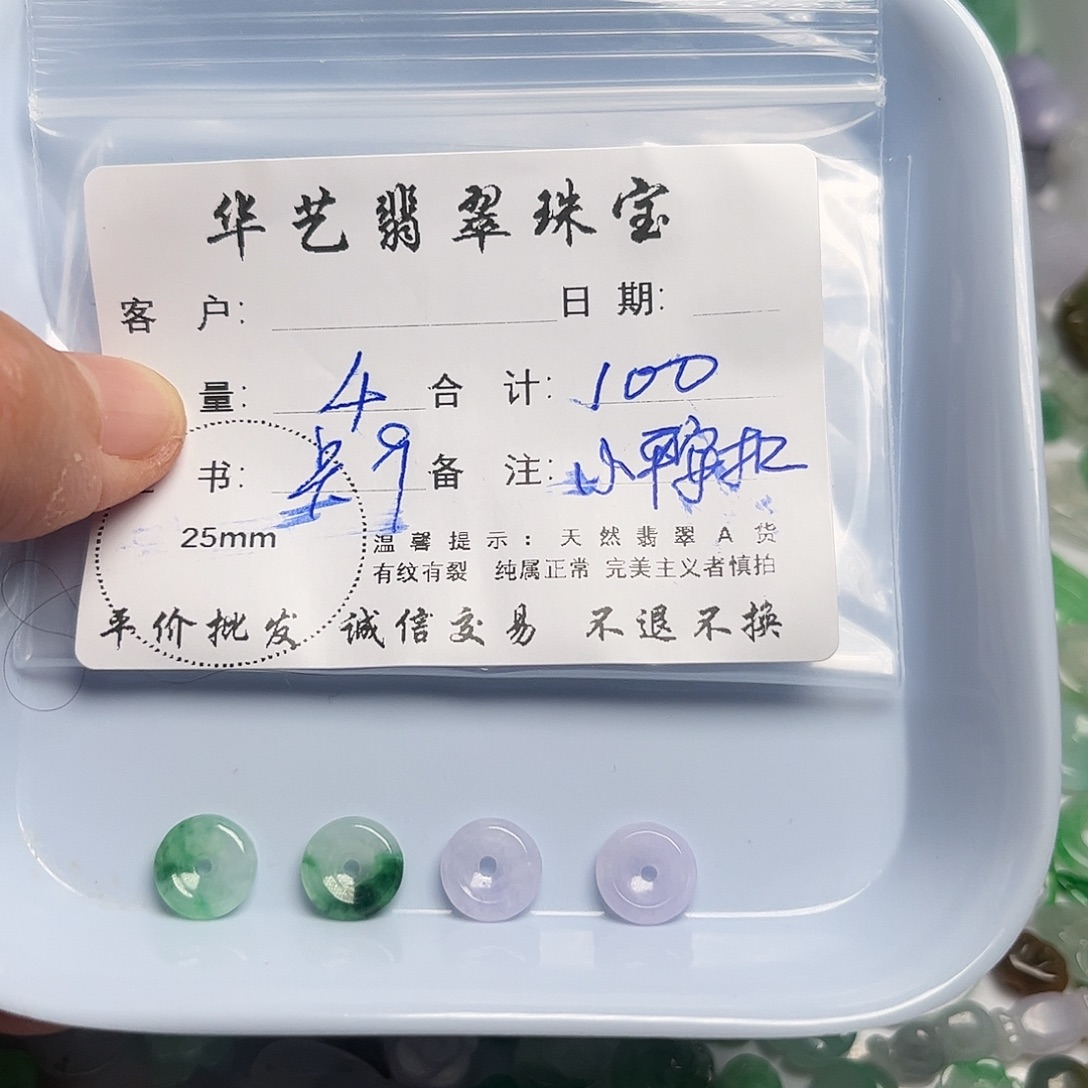 华艺翡翠珠宝
客 户: 日 期:
量: 4 合 计: 100
书: 9 备 注: 小平安扣
25mm 温馨提示: 天然翡翠A货
有纹有裂 纯属正常 完美主义者慎拍
平价批发 诚信交易 不退不换